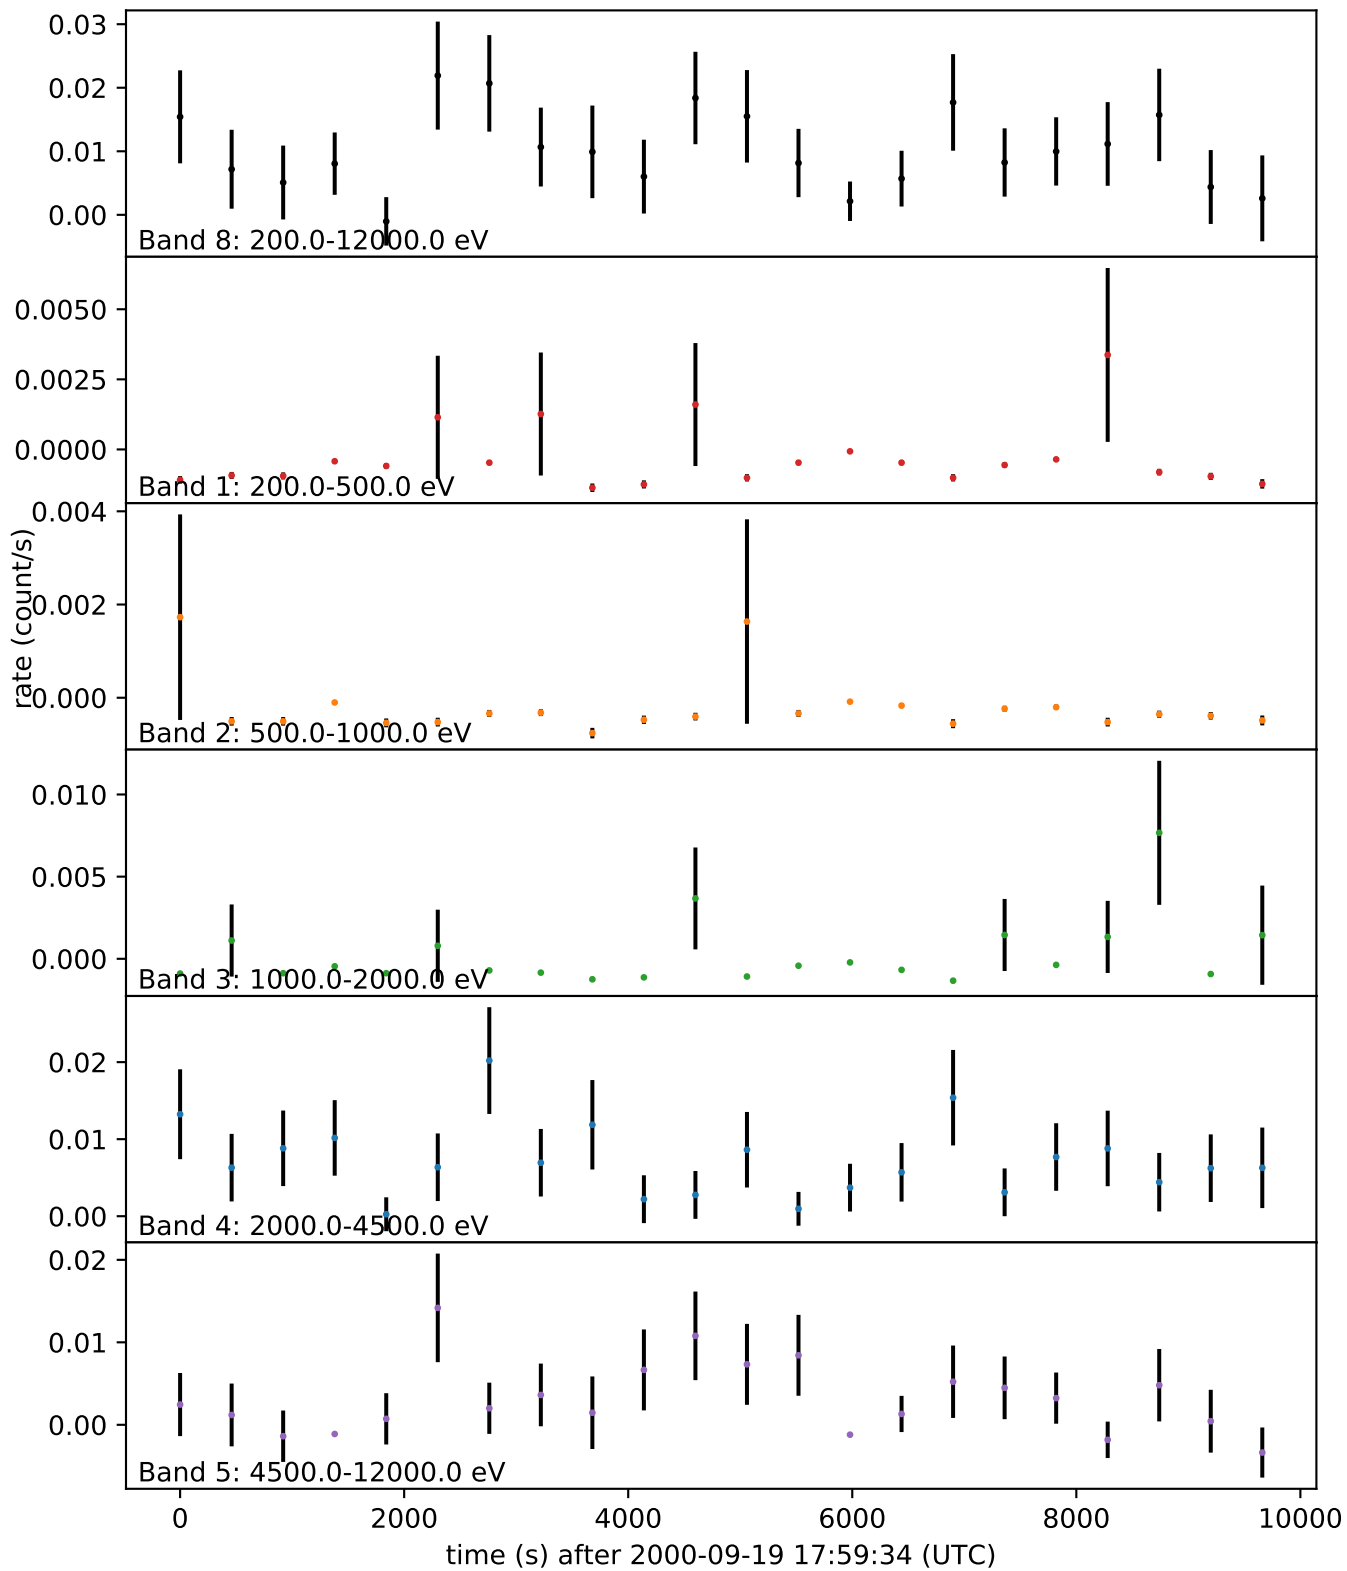 0.03
0.02
0.01
0.00
Band 8: 200.0-12000.0 eV
0.0050
0.0025
0.0000
Band 1: 200.0-500.0 eV
rate (count/s)
0.004
0.002
0.000
Band 2: 500.0-1000.0 eV
0.010
0.005
0.000
Band 3: 1000.0-2000.0 eV
0.02
0.01
0.00
Band 4: 2000.0-4500.0 eV
0.02
0.01
0.00
Band 5: 4500.0-12000.0 eV
0 2000 4000 6000 8000 10000
time (s) after 2000-09-19 17:59:34 (UTC)